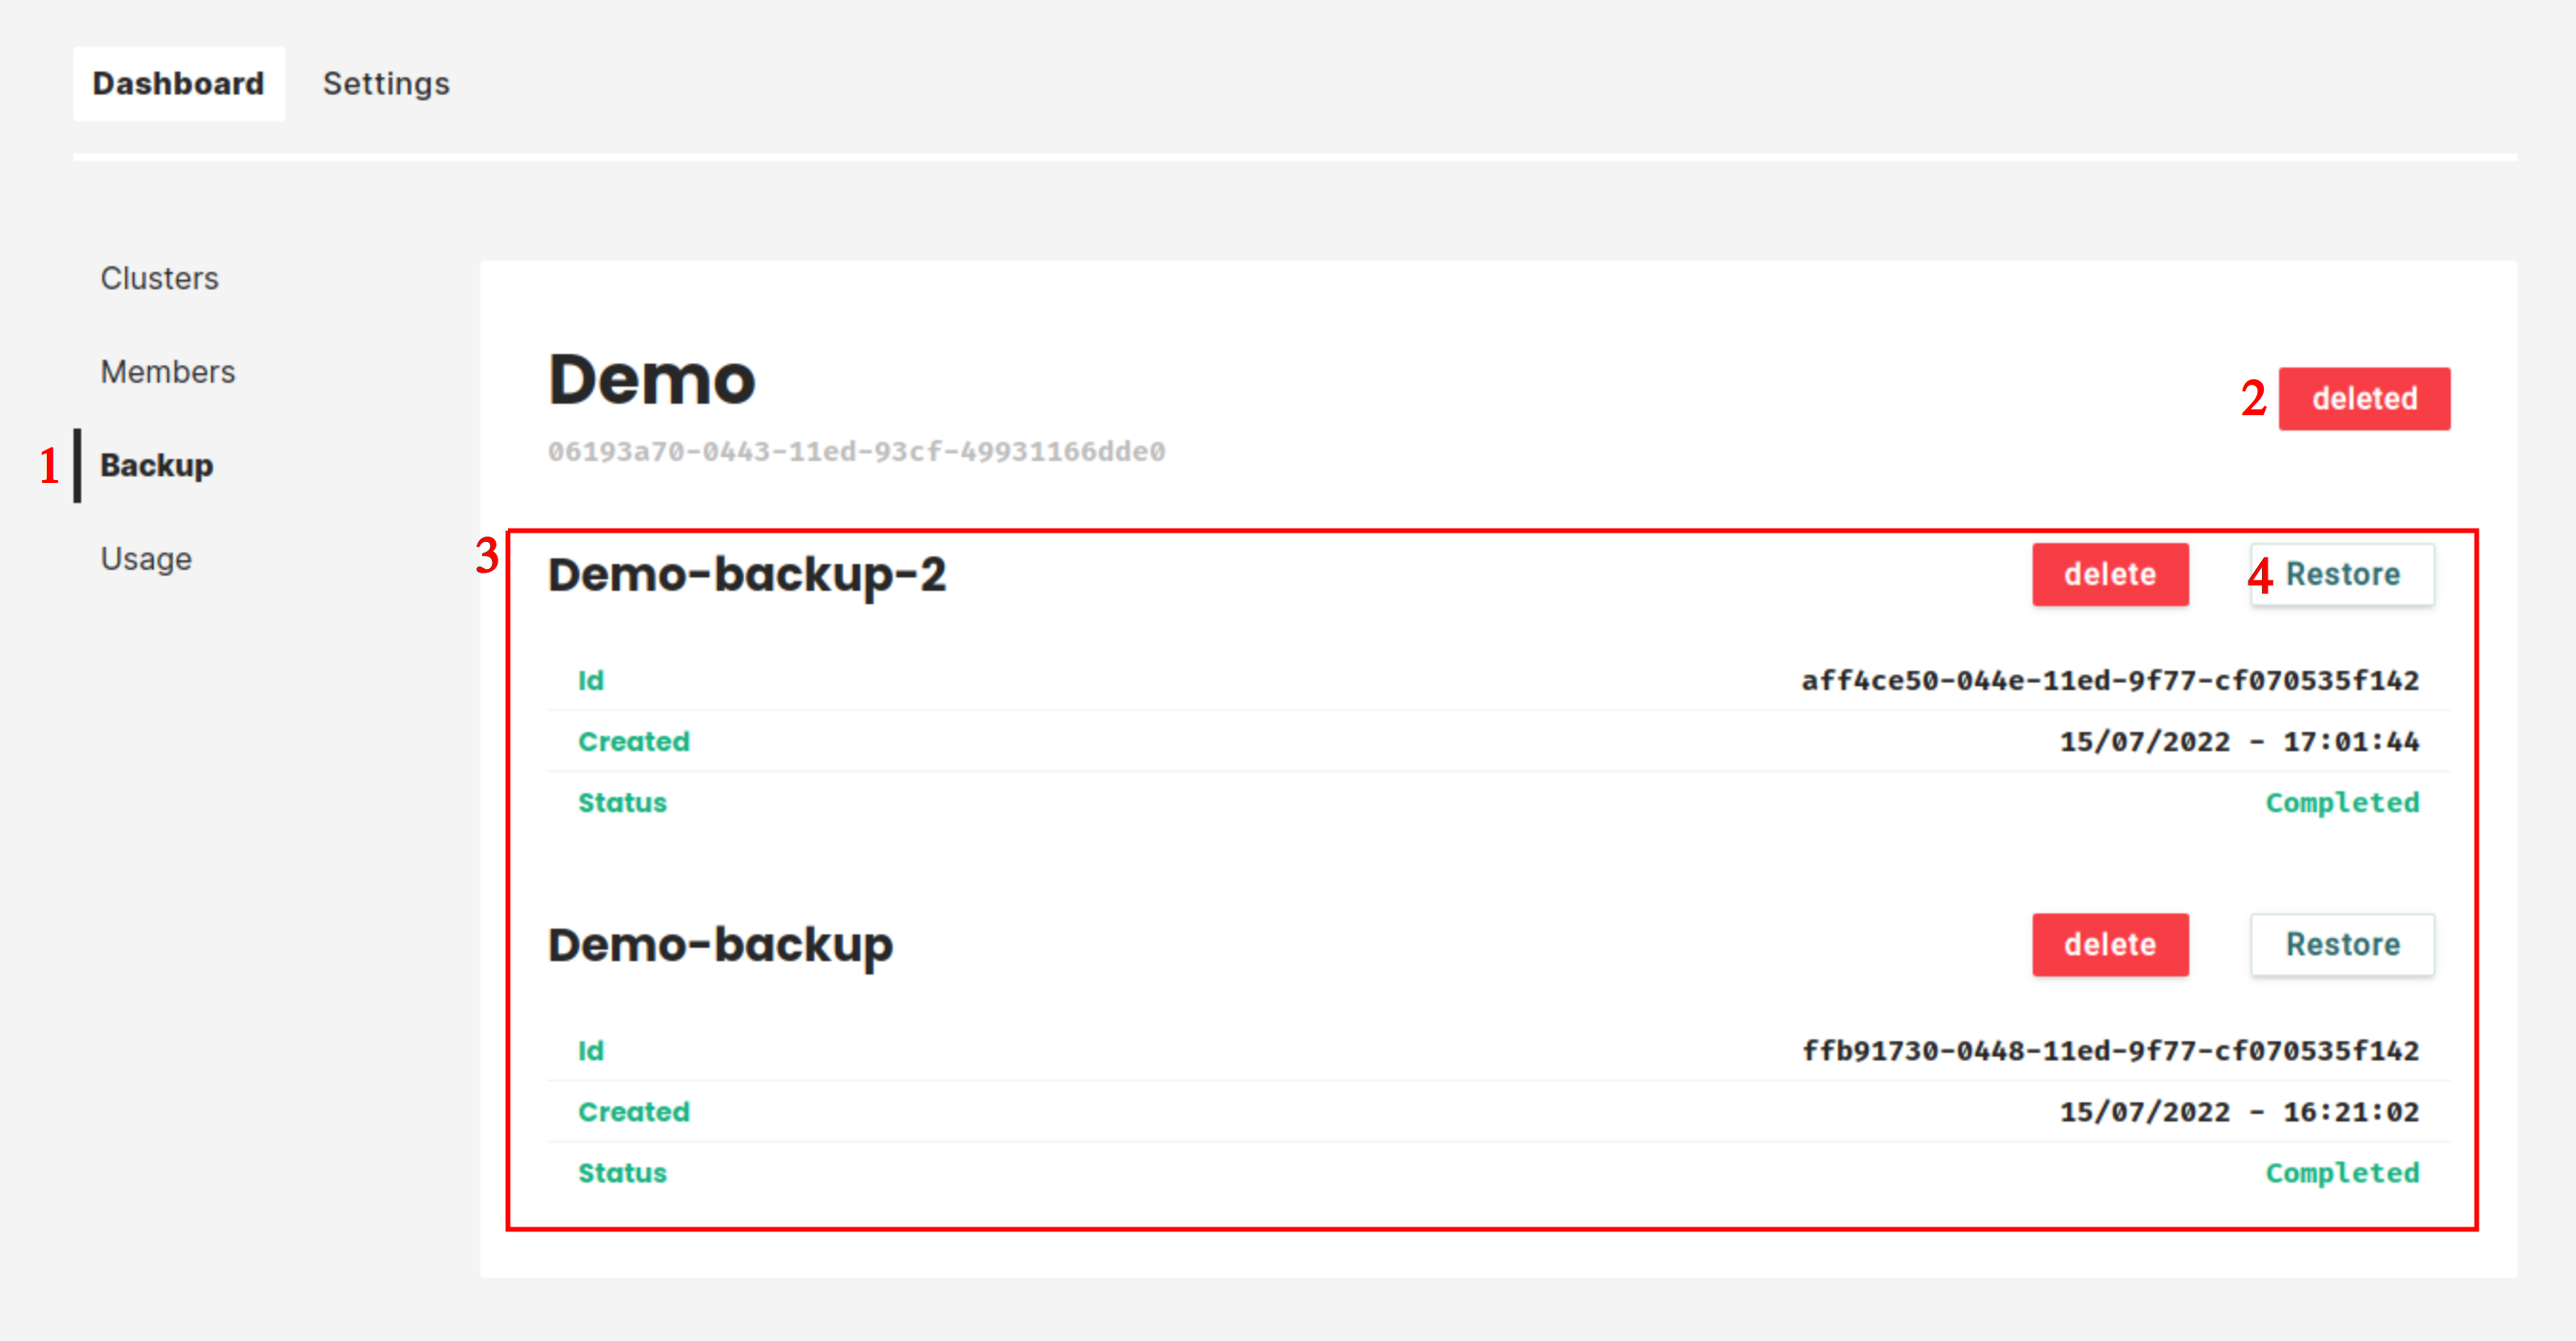 Dashboard Settings
Clusters
Members
1 Backup
Usage
Demo
2 deleted
06193a70-0443-11ed-93cf-49931166dde0
3 Demo-backup-2 delete 4 Restore
Id aff4ce50-044e-11ed-9f77-cf070535f142
Created 15/07/2022 - 17:01:44
Status Completed
Demo-backup delete Restore
Id ffb91730-0448-11ed-9f77-cf070535f142
Created 15/07/2022 - 16:21:02
Status Completed